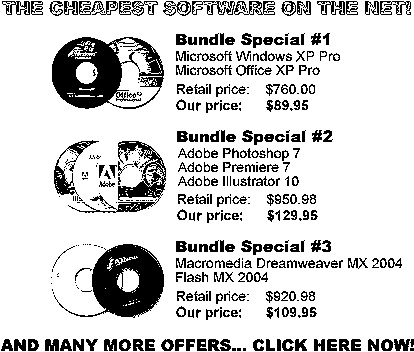 THE CHEAPEST SOFTWARE ON THE NET!
Bundle Special #1
Microsoft Windows XP Pro
Microsoft Office XP Pro
Retail price: $760.00
Our price: $89.95
Bundle Special #2
Adobe Photoshop 7
Adobe Premiere 7
Adobe Illustrator 10
Retail price: $950.98
Our price: $129.95
Bundle Special #3
Macromedia Dreamweaver MX 2004
Flash MX 2004
Retail price: $920.98
Our price: $109.95
AND MANY MORE OFFERS... CLICK HERE NOW!
Office
Adobe